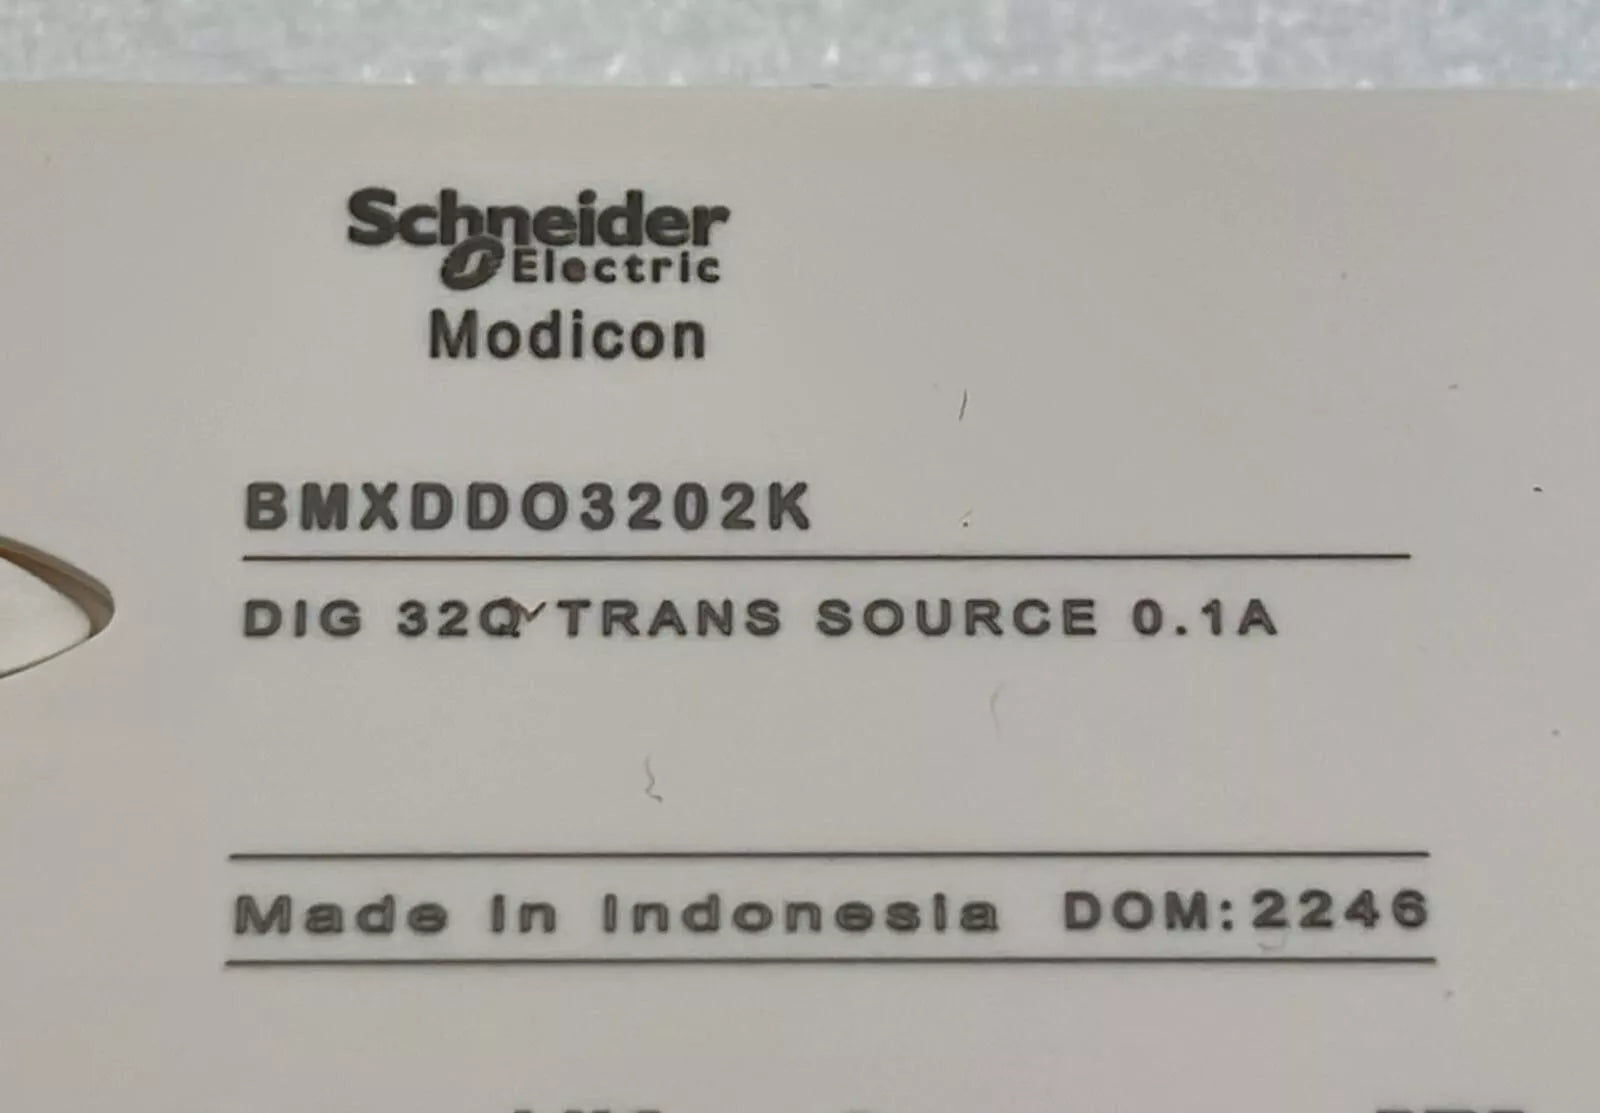 Schneider
Electric
Modicon
BMXDDO3202K
DIG 32Q TRANS SOURCE 0.1A
Made in Indonesia DOM:2246